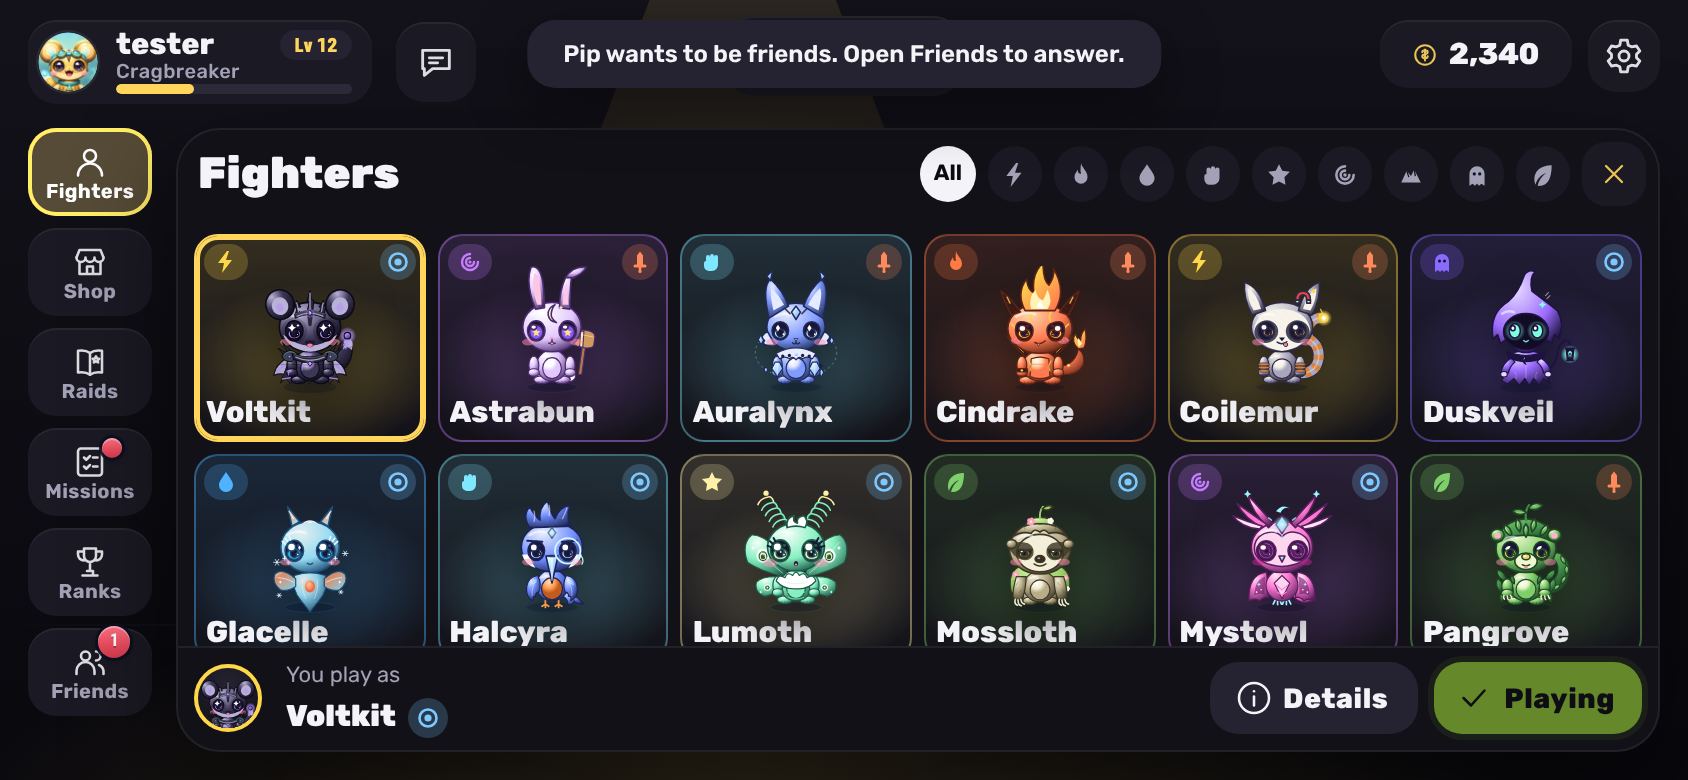 tester
Lv 12
Cragbreaker
Pip wants to be friends. Open Friends to answer.
2,340
Fighters
Shop
Raids
Missions
Ranks
1
Friends
Fighters
All
Voltkit
Astrabun
Auralynx
Cindrake
Coilemur
Duskveil
Glacelle
Halcyra
Lumoth
Mossloth
Mystowl
Pangrove
You play as
Voltkit
Details
Playing